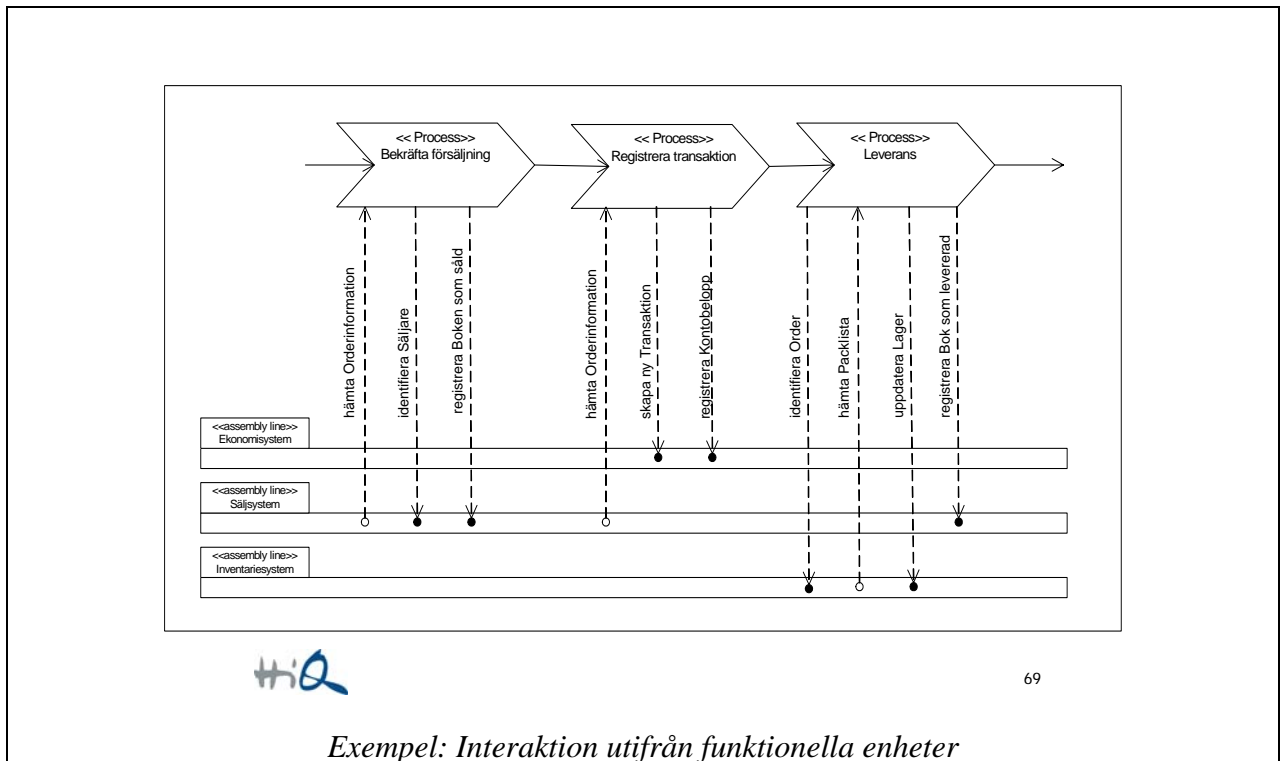 << Process>>
Bekräfta försäljning
<< Process>>
Registrera transaktion
<< Process>>
Leverans
hämta Orderinformation
identifiera Säljare
registrera Boken som såld
hämta Orderinformation
skapa ny Transaktion
registrera Kontobelopp
identifiera Order
hämta Packlista
uppdatera Lager
registrera Bok som levererad
<<assembly line>>
Ekonomisystem
<<assembly line>>
Säljsystem
<<assembly line>>
Inventariesystem
HiQ
69
Exempel: Interaktion utifrån funktionella enheter